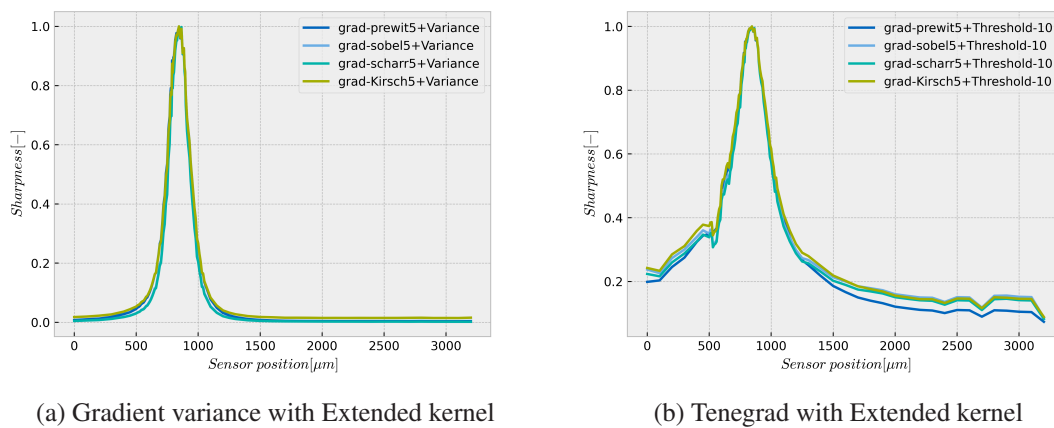 grad-prewit5+Variance
grad-sobel5+Variance
grad-scharr5+Variance
grad-Kirsch5+Variance
1.0
0.8
0.6
0.4
0.2
0.0
Sharpness[−]
0 500 1000 1500 2000 2500 3000
Sensor position[μm]
(a) Gradient variance with Extended kernel
grad-prewit5+Threshold-10
grad-sobel5+Threshold-10
grad-scharr5+Threshold-10
grad-Kirsch5+Threshold-10
1.0
0.8
0.6
0.4
0.2
Sharpness[−]
0 500 1000 1500 2000 2500 3000
Sensor position[μm]
(b) Tenegrad with Extended kernel